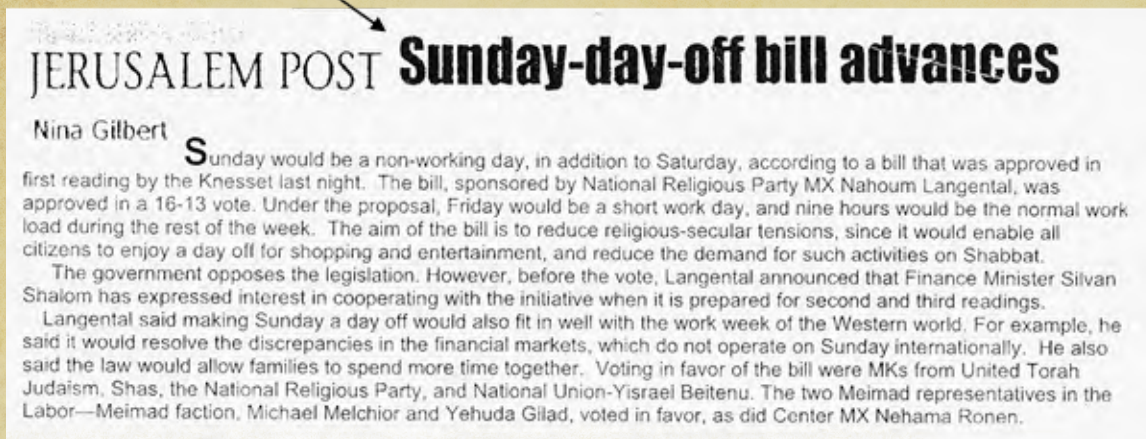 JERUSALEM POST Sunday-day-off bill advances
Nina Gilbert
Sunday would be a non-working day, in addition to Saturday, according to a bill that was approved in
first reading by the Knesset last night. The bill, sponsored by National Religious Party MX Nahoum Langental, was
approved in a 16-13 vote. Under the proposal, Friday would be a short work day, and nine hours would be the normal work
load during the rest of the week. The aim of the bill is to reduce religious-secular tensions, since it would enable all
citizens to enjoy a day off for shopping and entertainment, and reduce the demand for such activities on Shabbat.
The government opposes the legislation. However, before the vote, Langental announced that Finance Minister Silvan
Shalom has expressed interest in cooperating with the initiative when it is prepared for second and third readings.
Langental said making Sunday a day off would also fit in well with the work week of the Western world. For example, he
said it would resolve the discrepancies in the financial markets, which do not operate on Sunday internationally. He also
said the law would allow families to spend more time together. Voting in favor of the bill were MKs from United Torah
Judaism, Shas, the National Religious Party, and National Union-Yisrael Beitenu. The two Meimad representatives in the
Labor—Meimad faction, Michael Melchior and Yehuda Gilad, voted in favor, as did Center MX Nehama Ronen.